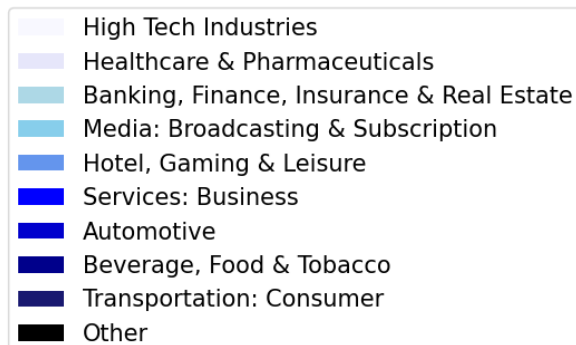 High Tech Industries
Healthcare & Pharmaceuticals
Banking, Finance, Insurance & Real Estate
Media: Broadcasting & Subscription
Hotel, Gaming & Leisure
Services: Business
Automotive
Beverage, Food & Tobacco
Transportation: Consumer
Other